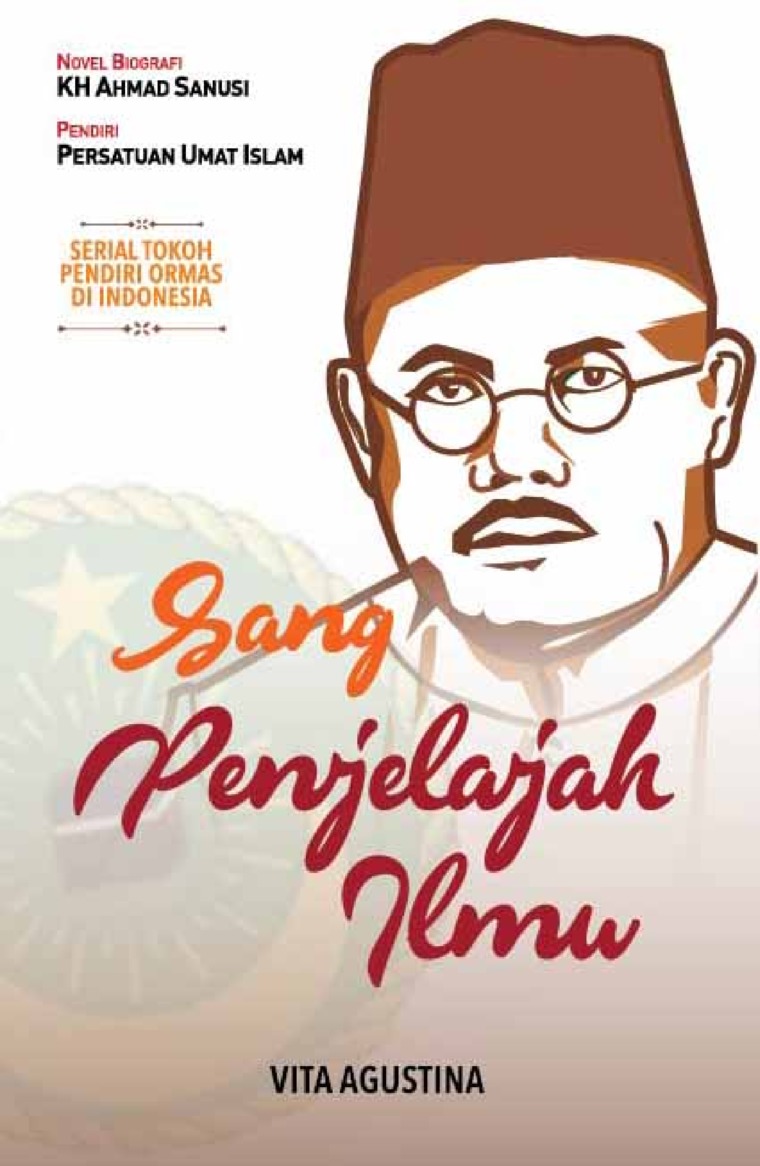 Novel Biografi
KH Ahmad Sanusi
Pendiri
Persatuan Umat Islam
SERIAL TOKOH
PENDIRI ORMAS
DI INDONESIA
Sang
Penjelajah
Ilmu
VITA AGUSTINA